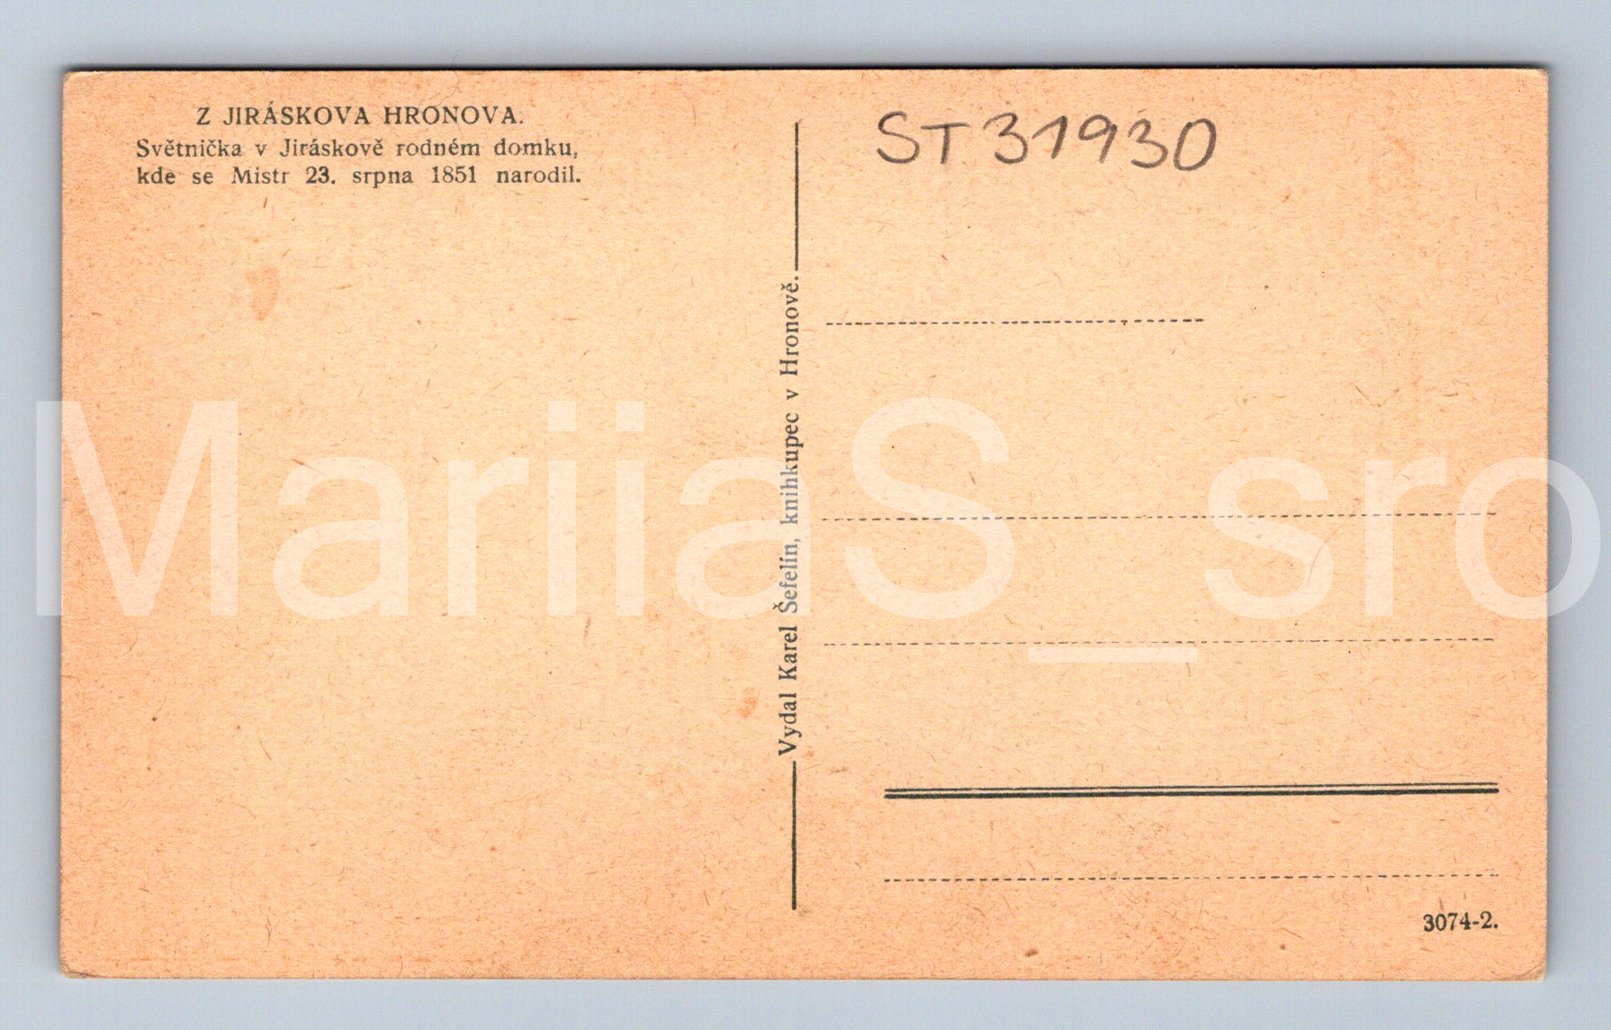 Z JIRÁSKOVA HRONOVA.
Světnička v Jiráskově rodném domku,
kde se Mistr 23. srpna 1851 narodil.
Vydal Karel Šefelín, knihkupec v Hronově.
ST31930
3074-2.
MariiaS_sro